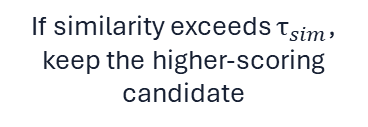 If similarity exceeds τ_sim,
keep the higher-scoring
candidate